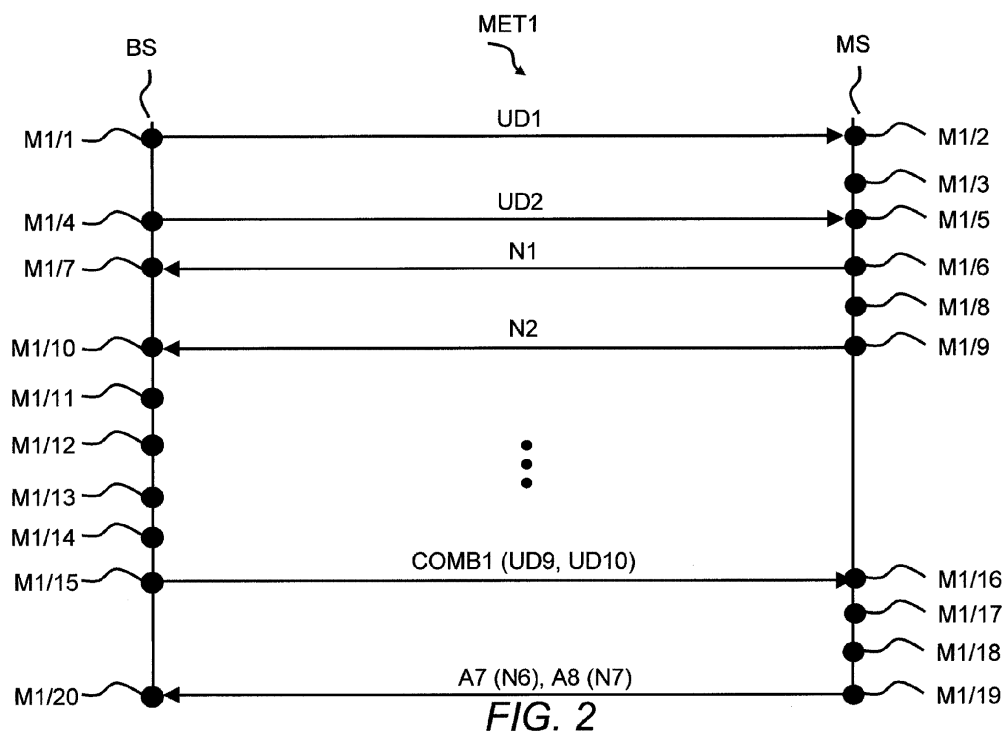 MET1
BS
MS
M1/1
UD1
M1/2
M1/3
M1/4
UD2
M1/5
M1/7
N1
M1/6
M1/8
M1/10
N2
M1/9
M1/11
M1/12
M1/13
M1/14
M1/15
COMB1 (UD9, UD10)
M1/16
M1/17
M1/18
M1/20
A7 (N6), A8 (N7)
M1/19
FIG. 2